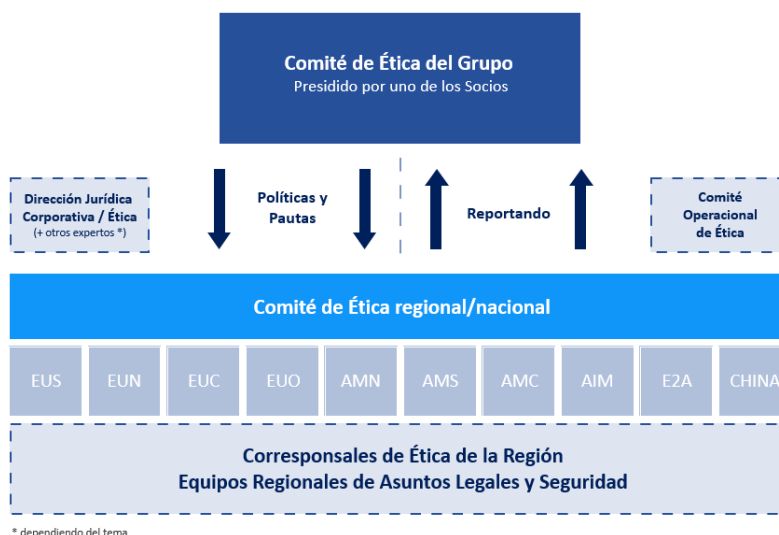 Comité de Ética del Grupo
Presidido por uno de los Socios
Dirección Jurídica
Corporativa / Ética
(+ otros expertos *)
Políticas y
Pautas
Reportando
Comité
Operacional
de Ética
Comité de Ética regional/nacional
EUS EUN EUC EUO AMN AMS AMC AIM E2A CHINA
Corresponsales de Ética de la Región
Equipos Regionales de Asuntos Legales y Seguridad
* dependiendo del tema